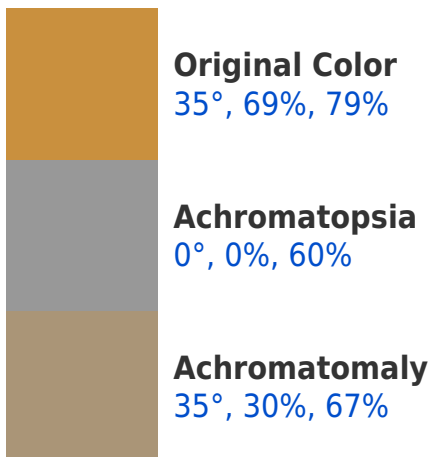 Original Color
35°, 69%, 79%
Achromatopsia
0°, 0%, 60%
Achromatomaly
35°, 30%, 67%